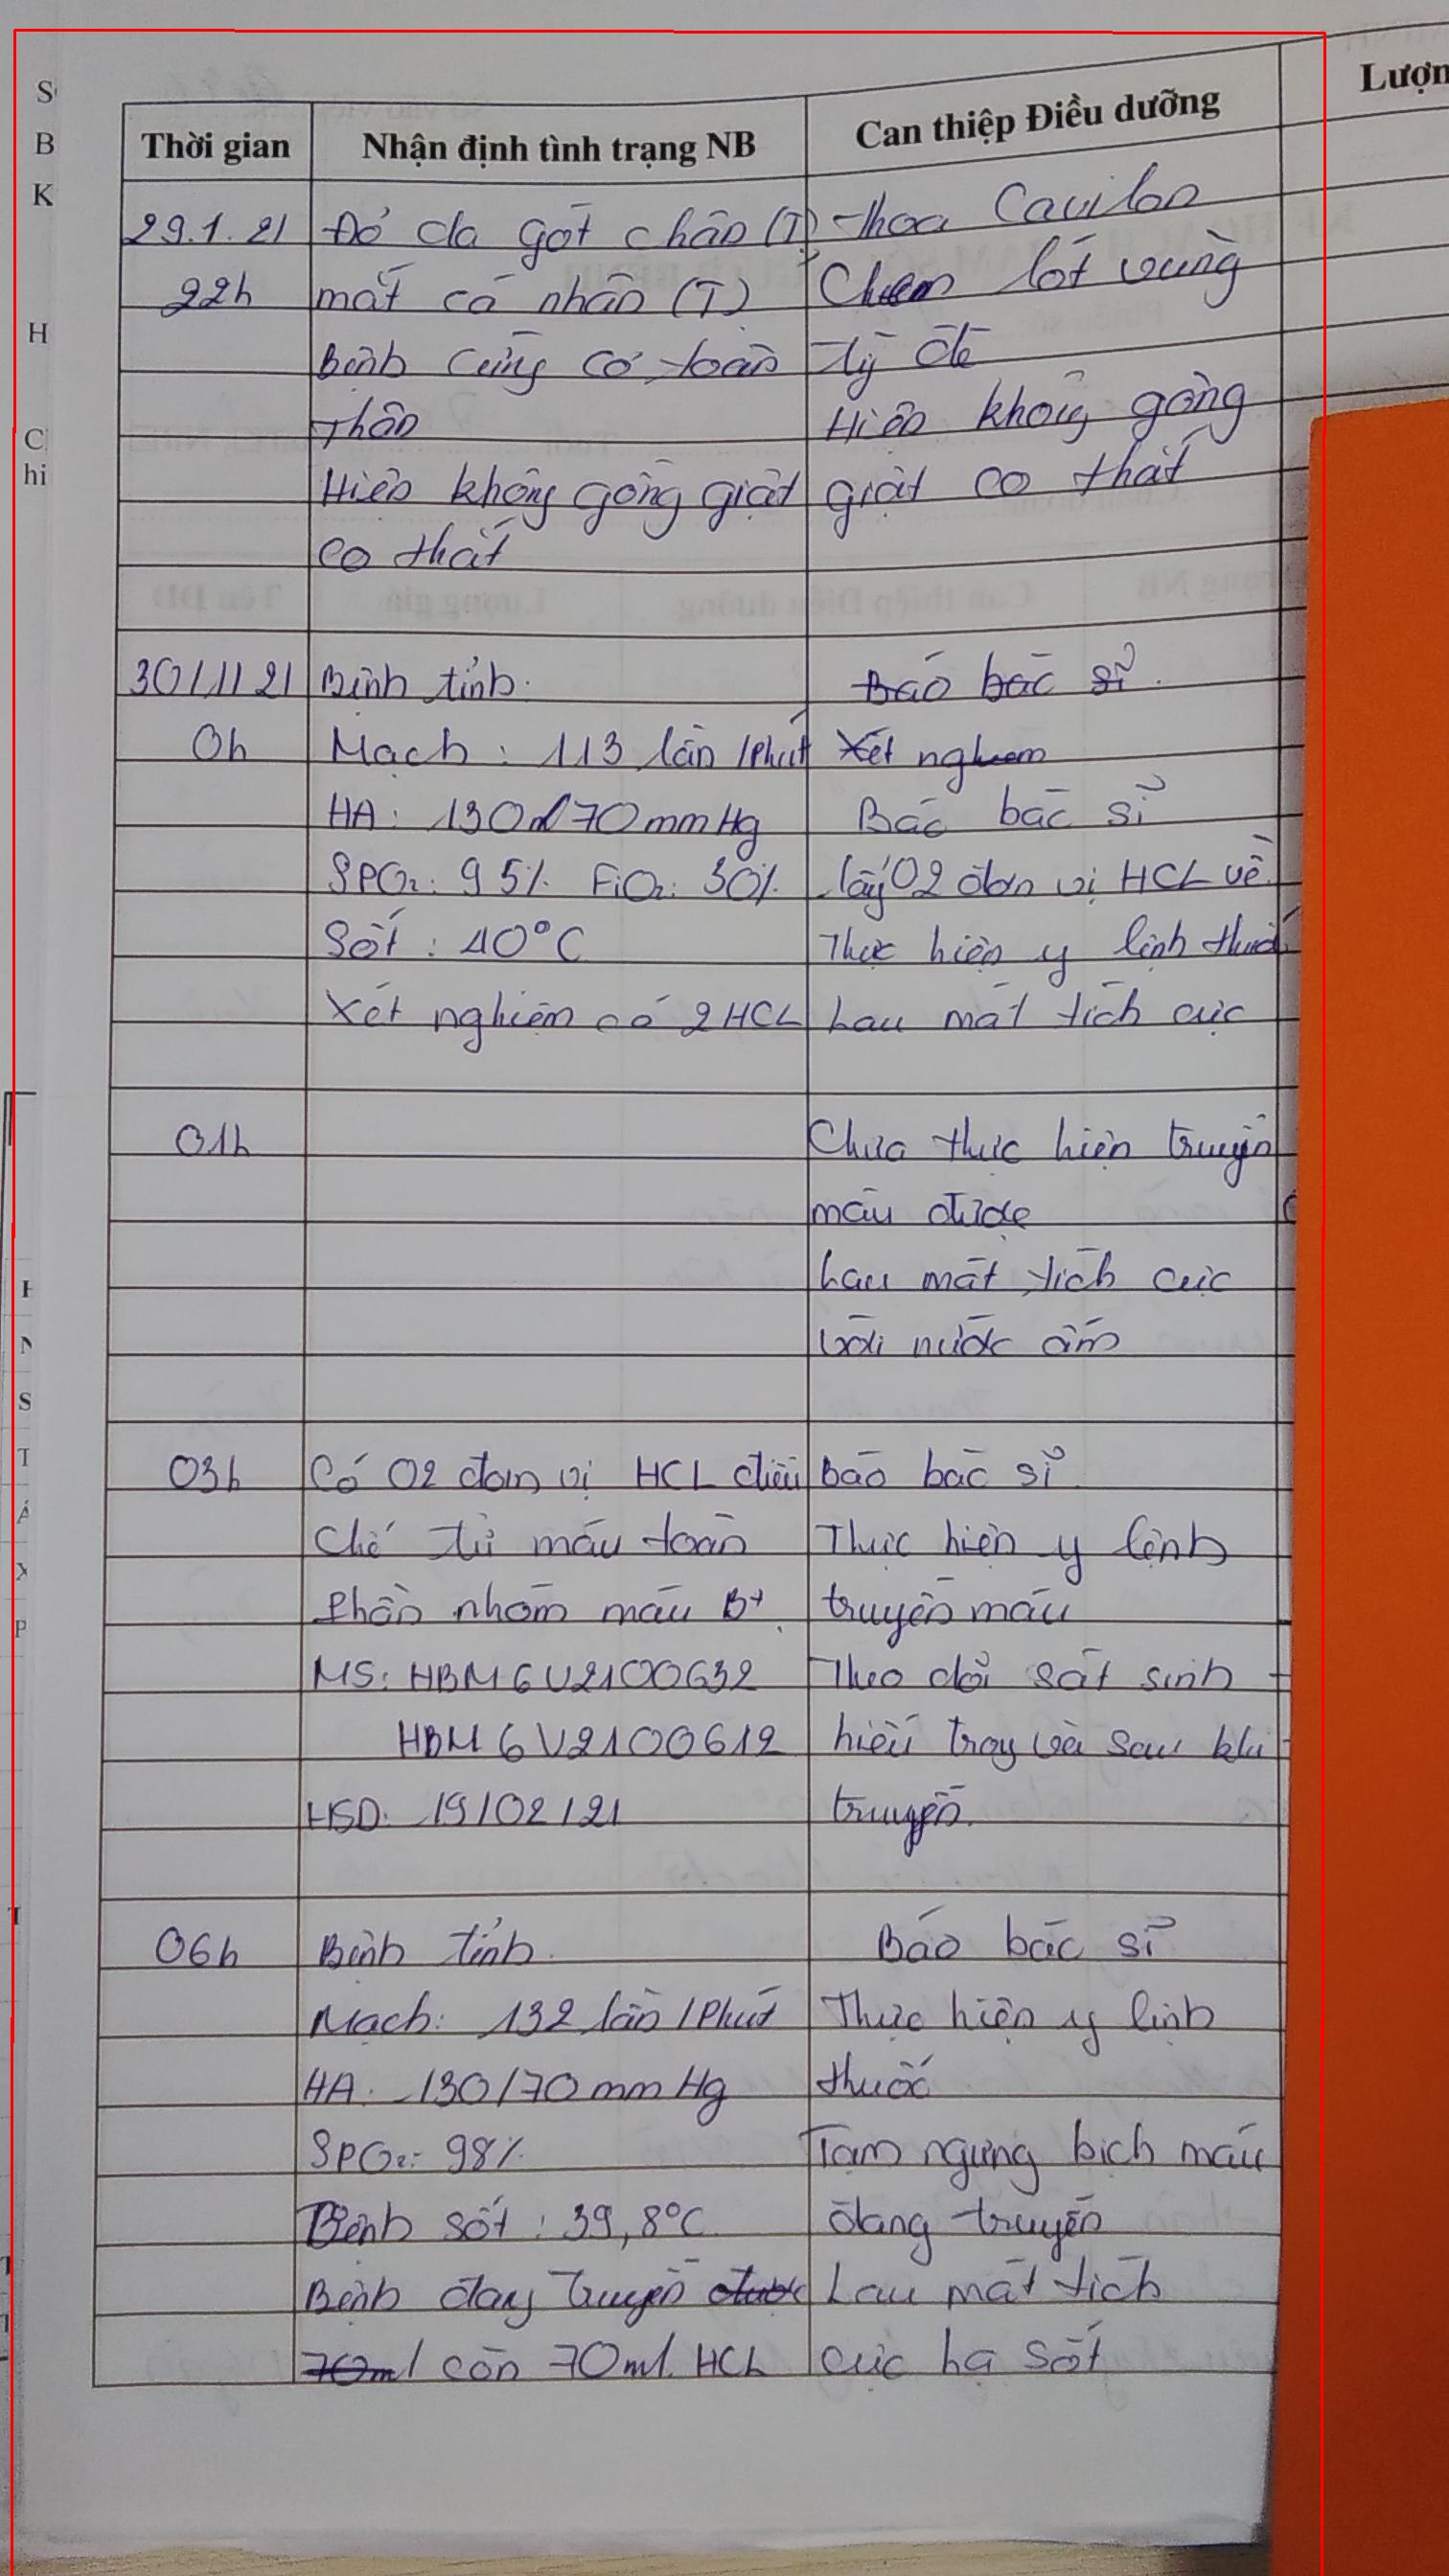 Thời gian
Nhận định tình trạng NB
Can thiệp Điều dưỡng
Lượn
29.1.21
Đỏ da gót chân (T)
thoa Cavilon
22h
mắt cá nhân (T)
Chêm lót vùng
Bệnh cứng cơ toàn
tỳ đè
thân
Hiện không gồng
Hiện không gồng giật
giật co thắt
co thắt
30/1/21
Bệnh tỉnh.
Báo bác sĩ.
0h
Mạch: 113 lần/Phút
Xét nghiệm
HA: 130/70mmHg
Báo bác sĩ
SPO2: 95% FiO2: 30%
lấy 02 đơn vị HCL về
Sốt: 40°C
Thực hiện y lệnh thuốc
Xét nghiệm có 2 HCL
Lau mát tích cực
01h
Chưa thực hiện truyền
máu được
Lau mát tích cực
với nước ấm
03h
Có 02 đơn vị HCL điều
báo bác sĩ
chế từ máu toàn
Thực hiện y lệnh
phần nhóm máu B+
truyền máu
MS: HBM6V2100632
Theo dõi sát sinh
HBM6V2100612
hiệu trong và sau khi
HSD: 19/02/21
truyền.
06h
Bệnh tỉnh.
Báo bác sĩ
Mạch: 132 lần/Phút
Thực hiện y lệnh
HA: 130/70mmHg
thuốc
SPO2: 98%
Tạm ngưng bịch máu
Bệnh sốt: 39,8°C
đang truyền
Bệnh đang truyền được
Lau mát tích
70ml còn 70ml HCL
cực hạ sốt